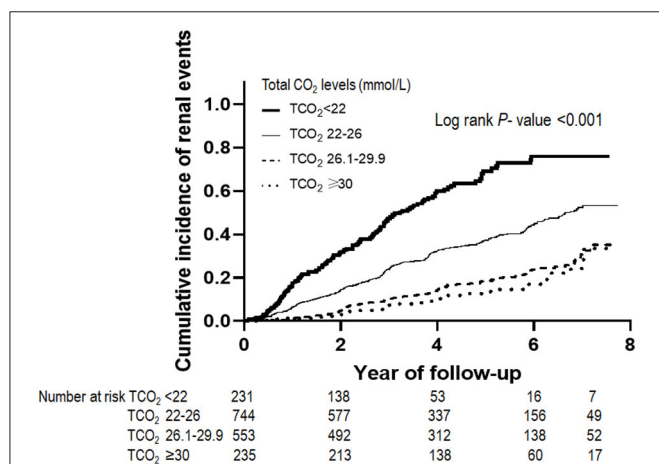 Total CO₂ levels (mmol/L)
TCO₂<22
TCO₂ 22-26
TCO₂ 26.1-29.9
TCO₂ ⩾30
Log rank P- value <0.001
Cumulative incidence of renal events
1.0
0.8
0.6
0.4
0.2
0.0
0 2 4 6 8
Year of follow-up
Number at risk TCO₂ <22 231 138 53 16 7
TCO₂ 22-26 744 577 337 156 49
TCO₂ 26.1-29.9 553 492 312 138 52
TCO₂ ≥30 235 213 138 60 17